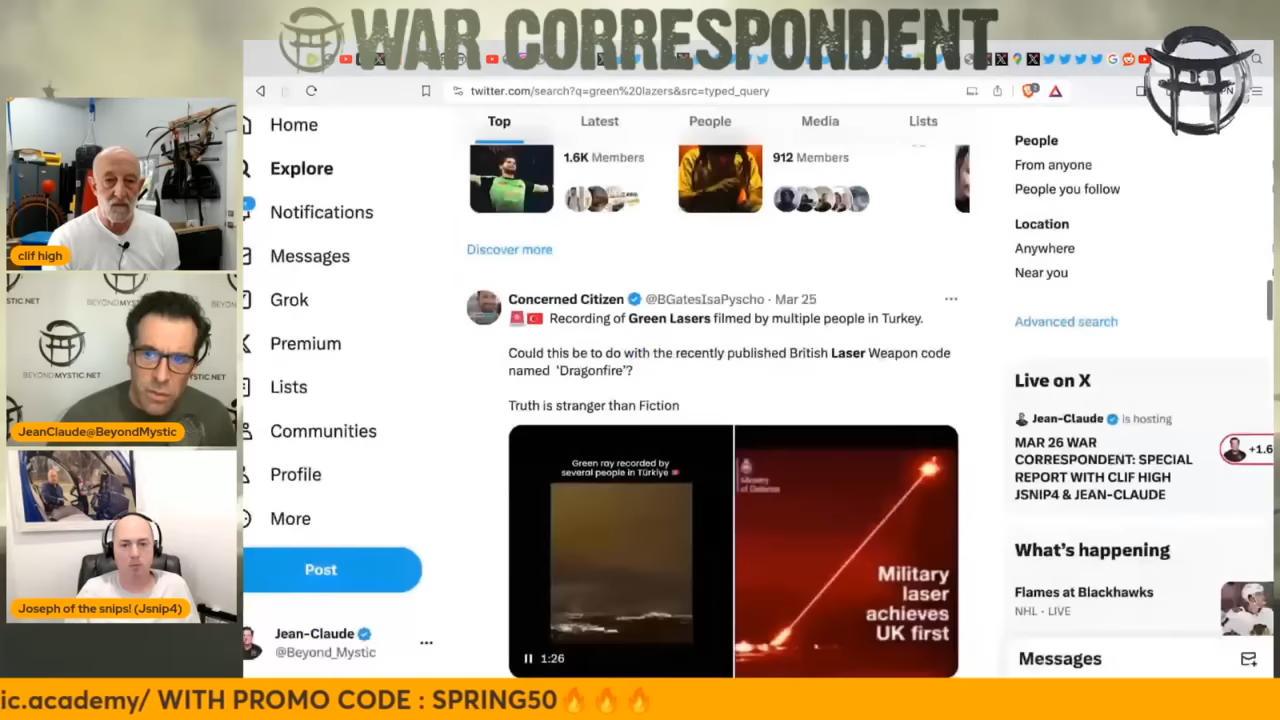 WAR CORRESPONDENT
twitter.com/search?q=green%20lazers&src=typed_query
clif high
BEYONDMYSTIC.NET
JeanClaude@BeyondMystic
Joseph of the snips! (Jsnip4)
Home
Explore
Notifications
Messages
Grok
Premium
Lists
Communities
Profile
More
Post
Jean-Claude
@Beyond_Mystic
Top
Latest
People
Media
Lists
1.6K Members
912 Members
Discover more
Concerned Citizen @BGatesIsaPyscho · Mar 25
Recording of Green Lasers filmed by multiple people in Turkey.
Could this be to do with the recently published British Laser Weapon code
named 'Dragonfire'?
Truth is stranger than Fiction
Green ray recorded by
several people in Türkiye
1:26
Ministry
of Defence
Military
laser
achieves
UK first
People
From anyone
People you follow
Location
Anywhere
Near you
Advanced search
Live on X
Jean-Claude is hosting
MAR 26 WAR
CORRESPONDENT: SPECIAL
REPORT WITH CLIF HIGH
JSNIP4 & JEAN-CLAUDE
+1.6
What's happening
Flames at Blackhawks
NHL · LIVE
Messages
ic.academy/ WITH PROMO CODE : SPRING50🔥🔥🔥